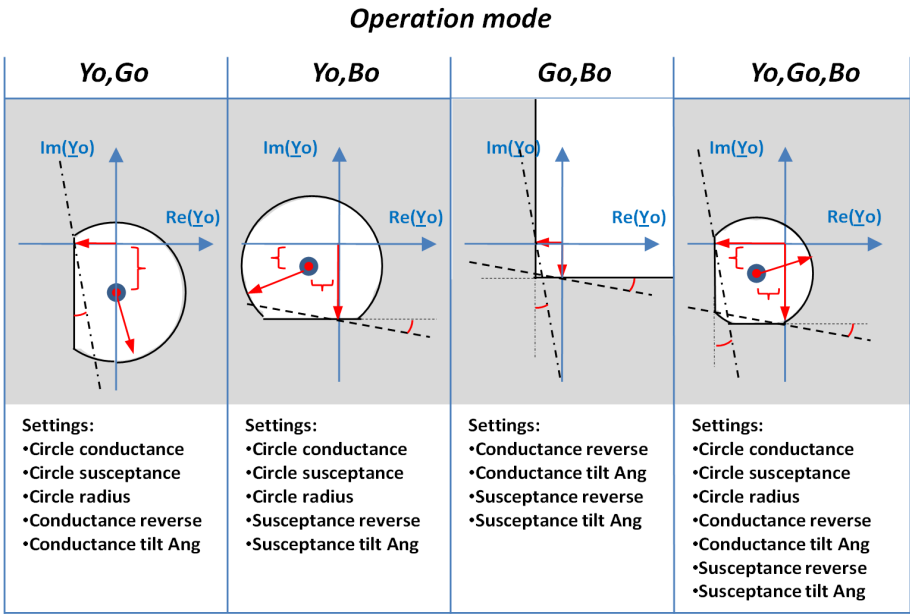 Operation mode
Yo,Go
Yo,Bo
Go,Bo
Yo,Go,Bo
Im(Yo)
Re(Yo)
Im(Yo)
Re(Yo)
Im(Yo)
Re(Yo)
Im(Yo)
Re(Yo)
Settings:
•Circle conductance
•Circle susceptance
•Circle radius
•Conductance reverse
•Conductance tilt Ang
Settings:
•Circle conductance
•Circle susceptance
•Circle radius
•Susceptance reverse
•Susceptance tilt Ang
Settings:
•Conductance reverse
•Conductance tilt Ang
•Susceptance reverse
•Susceptance tilt Ang
Settings:
•Circle conductance
•Circle susceptance
•Circle radius
•Conductance reverse
•Conductance tilt Ang
•Susceptance reverse
•Susceptance tilt Ang